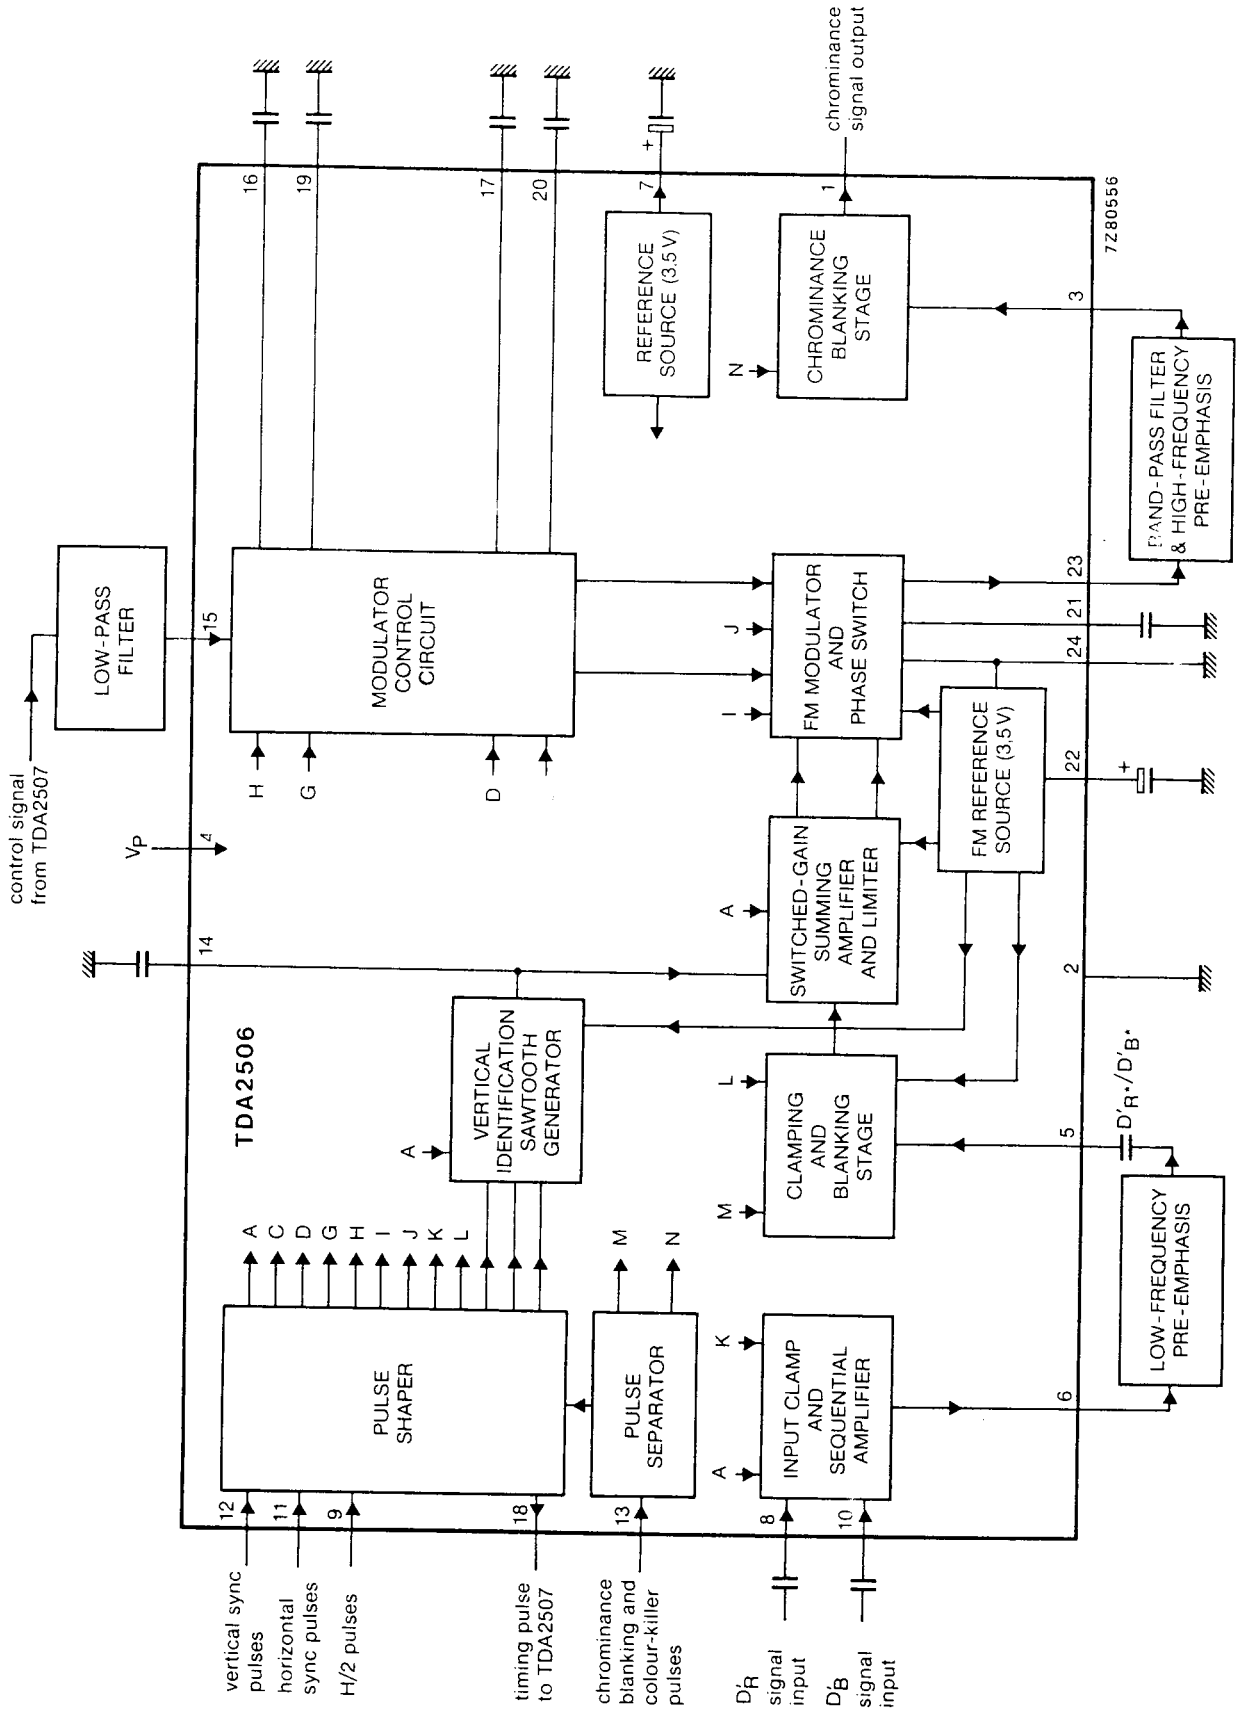 control signal
from TDA2507
LOW-PASS
FILTER
VP
4
14
15
16
19
17
20
TDA2506
vertical sync
pulses
12
horizontal
sync pulses
11
H/2 pulses
9
timing pulse
to TDA2507
18
PULSE
SHAPER
A
C
D
G
H
I
J
K
L
chrominance
blanking and
colour-killer
pulses
13
PULSE
SEPARATOR
M
N
A
VERTICAL
IDENTIFICATION
SAWTOOTH
GENERATOR
H
G
D
MODULATOR
CONTROL
CIRCUIT
REFERENCE
SOURCE (3.5 V)
7
+
D'R
signal
input
8
D'B
signal
input
10
A
K
INPUT CLAMP
AND
SEQUENTIAL
AMPLIFIER
M
L
CLAMPING
AND
BLANKING
STAGE
A
SWITCHED-GAIN
SUMMING
AMPLIFIER
AND LIMITER
I
J
FM MODULATOR
AND
PHASE SWITCH
N
CHROMINANCE
BLANKING
STAGE
1
chrominance
signal output
FM REFERENCE
SOURCE (3,5 V)
6
5
2
22
24
21
23
3
LOW-FREQUENCY
PRE-EMPHASIS
D'R*/D'B*
+
BAND-PASS FILTER
& HIGH-FREQUENCY
PRE-EMPHASIS
7Z80556